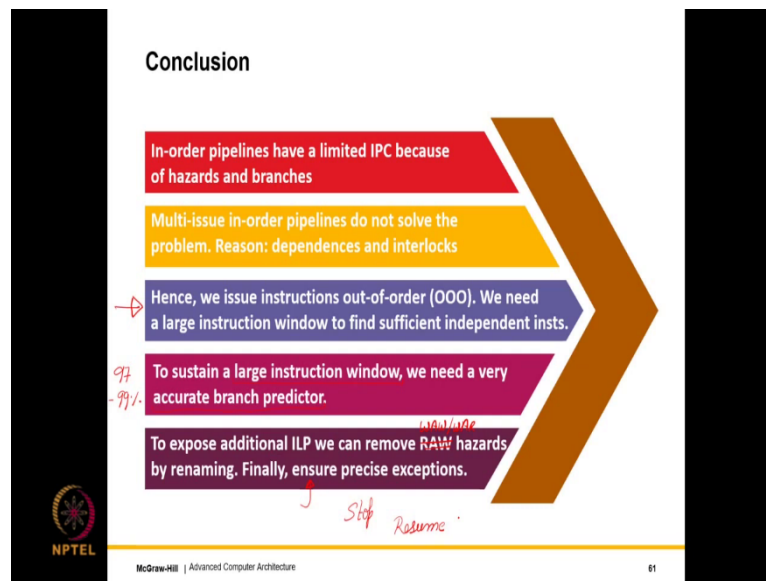 Conclusion
In-order pipelines have a limited IPC because
of hazards and branches
Multi-issue in-order pipelines do not solve the
problem. Reason: dependences and interlocks
Hence, we issue instructions out-of-order (OOO). We need
a large instruction window to find sufficient independent insts.
97
-99%.
To sustain a large instruction window, we need a very
accurate branch predictor.
WAW/WAR
To expose additional ILP we can remove RAW hazards
by renaming. Finally, ensure precise exceptions.
Stop
Resume
NPTEL
McGraw-Hill | Advanced Computer Architecture
61